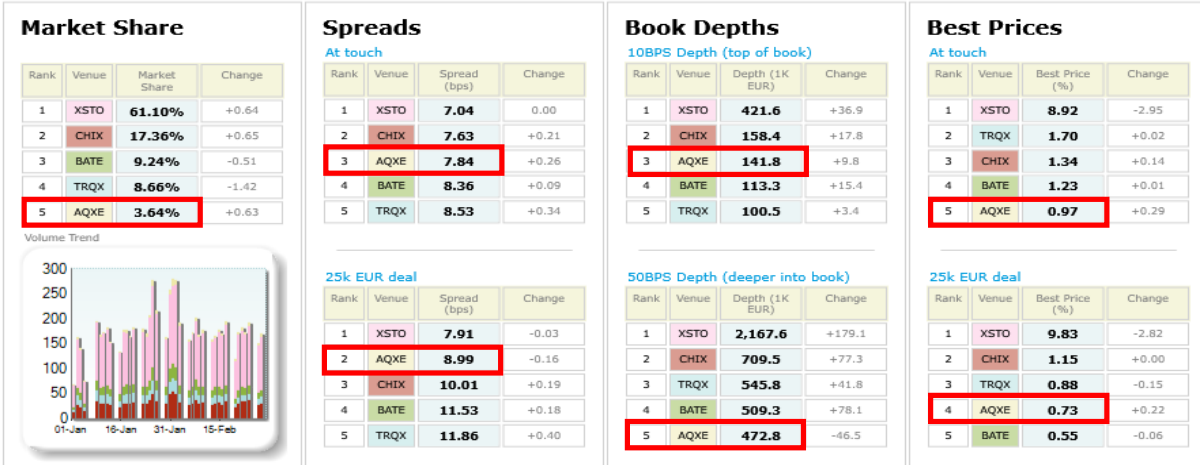 Market Share
Rank Venue Market Share Change
1 XSTO 61.10% +0.64
2 CHIX 17.36% +0.65
3 BATE 9.24% -0.51
4 TRQX 8.66% -1.42
5 AQXE 3.64% +0.63
Volume Trend
300
250
200
150
100
50
0
01-Jan 16-Jan 31-Jan 15-Feb
Spreads
At touch
Rank Venue Spread (bps) Change
1 XSTO 7.04 0.00
2 CHIX 7.63 +0.21
3 AQXE 7.84 +0.26
4 BATE 8.36 +0.09
5 TRQX 8.53 +0.34
25k EUR deal
Rank Venue Spread (bps) Change
1 XSTO 7.91 -0.03
2 AQXE 8.99 -0.16
3 CHIX 10.01 +0.19
4 BATE 11.53 +0.18
5 TRQX 11.86 +0.40
Book Depths
10BPS Depth (top of book)
Rank Venue Depth (1K EUR) Change
1 XSTO 421.6 +36.9
2 CHIX 158.4 +17.8
3 AQXE 141.8 +9.8
4 BATE 113.3 +15.4
5 TRQX 100.5 +3.4
50BPS Depth (deeper into book)
Rank Venue Depth (1K EUR) Change
1 XSTO 2,167.6 +179.1
2 CHIX 709.5 +77.3
3 TRQX 545.8 +41.8
4 BATE 509.3 +78.1
5 AQXE 472.8 -46.5
Best Prices
At touch
Rank Venue Best Price (%) Change
1 XSTO 8.92 -2.95
2 TRQX 1.70 +0.02
3 CHIX 1.34 +0.14
4 BATE 1.23 +0.01
5 AQXE 0.97 +0.29
25k EUR deal
Rank Venue Best Price (%) Change
1 XSTO 9.83 -2.82
2 CHIX 1.15 +0.00
3 TRQX 0.88 -0.15
4 AQXE 0.73 +0.22
5 BATE 0.55 -0.06